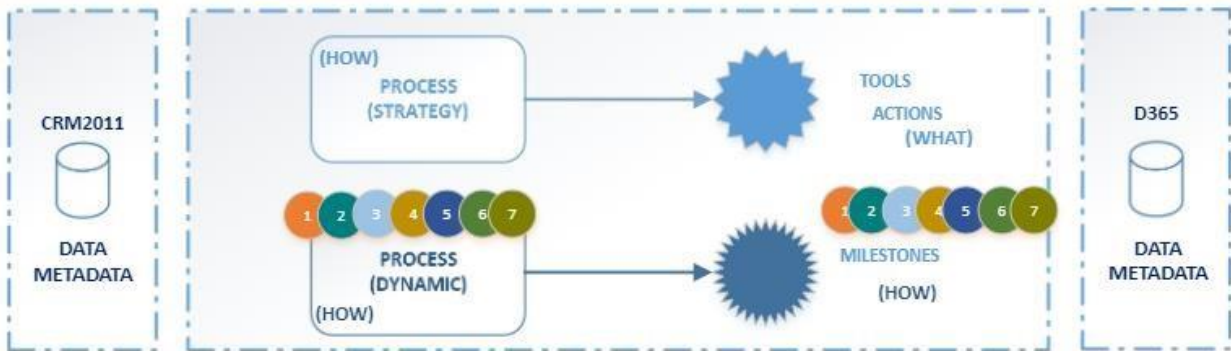 CRM2011
DATA
METADATA
(HOW)
PROCESS
(STRATEGY)
TOOLS
ACTIONS
(WHAT)
1 2 3 4 5 6 7
PROCESS
(DYNAMIC)
(HOW)
1 2 3 4 5 6 7
MILESTONES
(HOW)
D365
DATA
METADATA